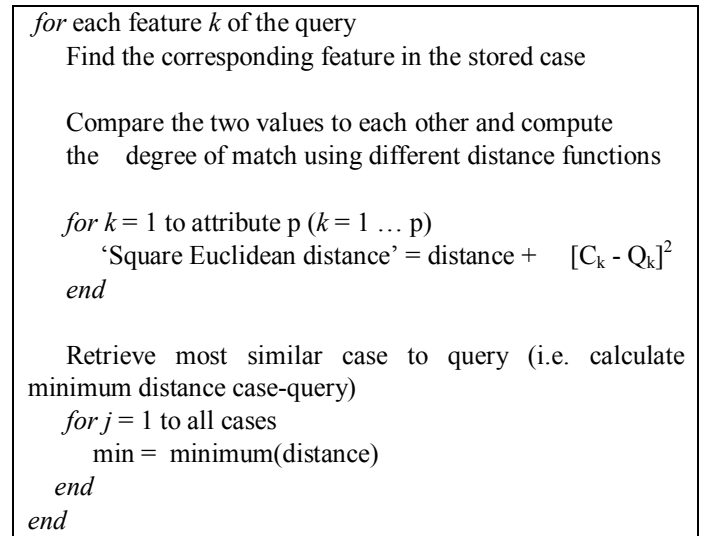 for each feature k of the query
Find the corresponding feature in the stored case
Compare the two values to each other and compute
the degree of match using different distance functions
for k = 1 to attribute p (k = 1 … p)
‘Square Euclidean distance’ = distance + [Cₖ - Qₖ]²
end
Retrieve most similar case to query (i.e. calculate
minimum distance case-query)
for j = 1 to all cases
min = minimum(distance)
end
end